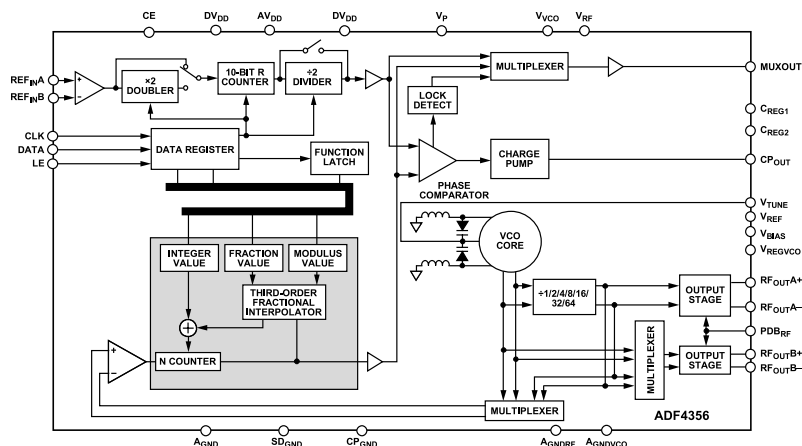 CE
DVDD
AVDD
DVDD
VP
VVCO
VRF
REFINA
REFINB
×2
DOUBLER
10-BIT R
COUNTER
÷2
DIVIDER
MULTIPLEXER
MUXOUT
LOCK
DETECT
CREG1
CREG2
CLK
DATA
LE
DATA REGISTER
FUNCTION
LATCH
CHARGE
PUMP
CPOUT
PHASE
COMPARATOR
VTUNE
VREF
VBIAS
VREGVCO
VCO
CORE
INTEGER
VALUE
FRACTION
VALUE
MODULUS
VALUE
THIRD-ORDER
FRACTIONAL
INTERPOLATOR
÷1/2/4/8/16/
32/64
OUTPUT
STAGE
RFOUTA+
RFOUTA–
PDBRF
MULTIPLEXER
OUTPUT
STAGE
RFOUTB+
RFOUTB–
+
–
N COUNTER
MULTIPLEXER
ADF4356
AGND
SDGND
CPGND
AGNDRF
AGNDVCO